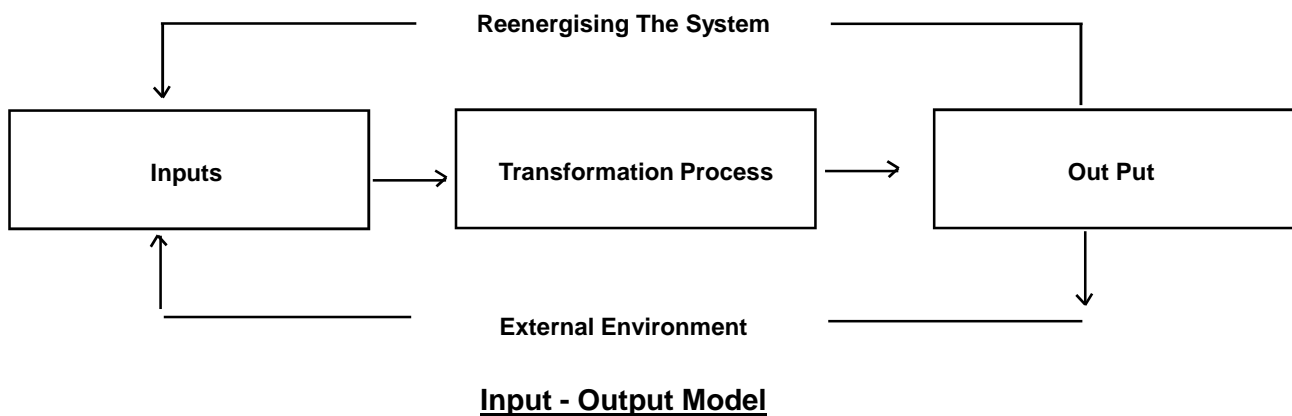 Reenergising The System
Inputs
Transformation Process
Out Put
External Environment
Input - Output Model